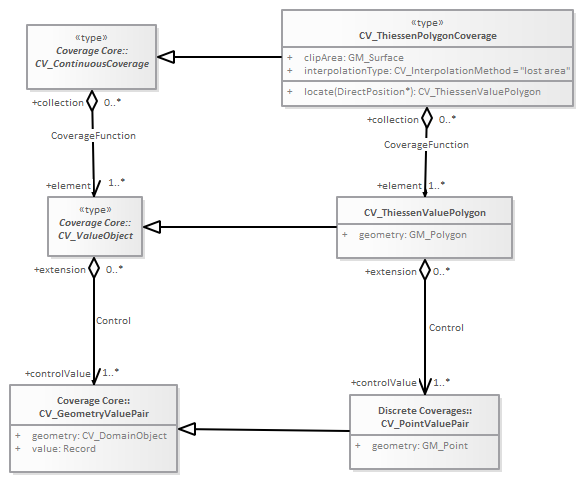 «type»
Coverage Core::
CV_ContinuousCoverage
«type»
CV_ThiessenPolygonCoverage
+ clipArea: GM_Surface
+ interpolationType: CV_InterpolationMethod = "lost area"
+ locate(DirectPosition*): CV_ThiessenValuePolygon
+collection 0..*
+collection 0..*
CoverageFunction
CoverageFunction
+element 1..*
+element 1..*
«type»
Coverage Core::
CV_ValueObject
CV_ThiessenValuePolygon
+ geometry: GM_Polygon
+extension 0..*
+extension 0..*
Control
Control
+controlValue 1..*
+controlValue 1..*
Coverage Core::
CV_GeometryValuePair
+ geometry: CV_DomainObject
+ value: Record
Discrete Coverages::
CV_PointValuePair
+ geometry: GM_Point